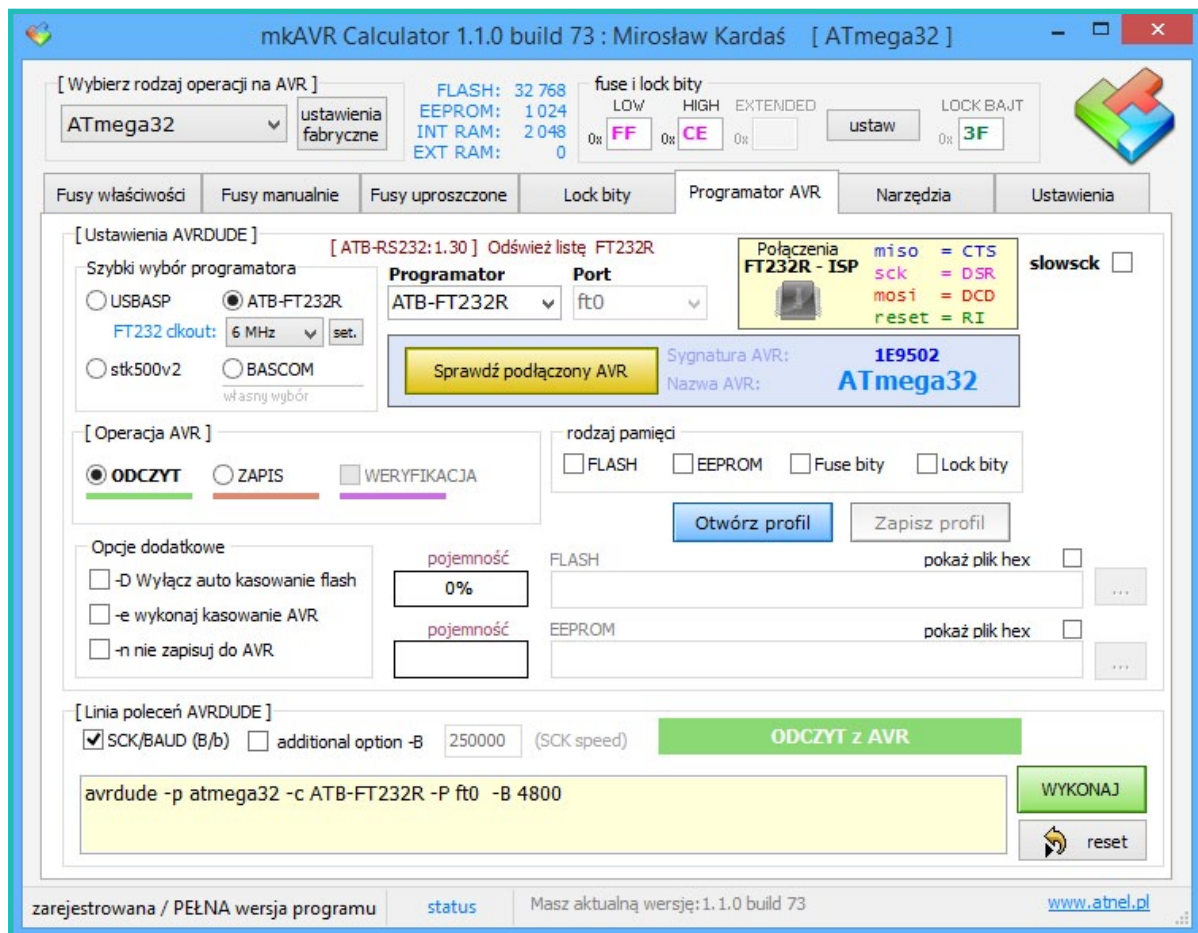 mkAVR Calculator 1.1.0 build 73 : Mirosław Kardaś [ ATmega32 ]
[ Wybierz rodzaj operacji na AVR ]
ATmega32
ustawienia
fabryczne
FLASH: 32 768
EEPROM: 1 024
INT RAM: 2 048
EXT RAM: 0
fuse i lock bity
LOW HIGH EXTENDED LOCK BAJT
0x FF 0x CE 0x ustaw 0x 3F
Fusy właściwości Fusy manualnie Fusy uproszczone Lock bity Programator AVR Narzędzia Ustawienia
[ Ustawienia AVRDUDE ]
[ ATB-RS232:1.30 ] Odśwież listę FT232R
Szybki wybór programatora
USBASP ATB-FT232R
FT232 clkout: 6 MHz set.
stk500v2 BASCOM
własny wybór
Programator Port
ATB-FT232R ft0
Połączenia
FT232R - ISP
miso = CTS
sck = DSR
mosi = DCD
reset = RI
slowsck
Sprawdź podłączony AVR
Sygnatura AVR: 1E9502
Nazwa AVR: ATmega32
[ Operacja AVR ]
ODCZYT ZAPIS WERYFIKACJA
rodzaj pamięci
FLASH EEPROM Fuse bity Lock bity
Otwórz profil Zapisz profil
Opcje dodatkowe
-D Wyłącz auto kasowanie flash
-e wykonaj kasowanie AVR
-n nie zapisuj do AVR
pojemność FLASH pokaż plik hex
0% ...
pojemność EEPROM pokaż plik hex
...
[ Linia poleceń AVRDUDE ]
SCK/BAUD (B/b) additional option -B 250000 (SCK speed) ODCZYT z AVR
avrdude -p atmega32 -c ATB-FT232R -P ft0 -B 4800
WYKONAJ
reset
zarejestrowana / PEŁNA wersja programu status Masz aktualną wersję:1.1.0 build 73 www.atnel.pl